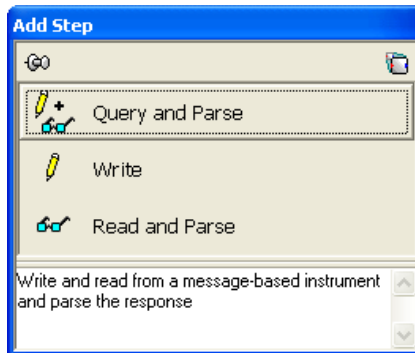 Add Step
Query and Parse
Write
Read and Parse
Write and read from a message-based instrument
and parse the response